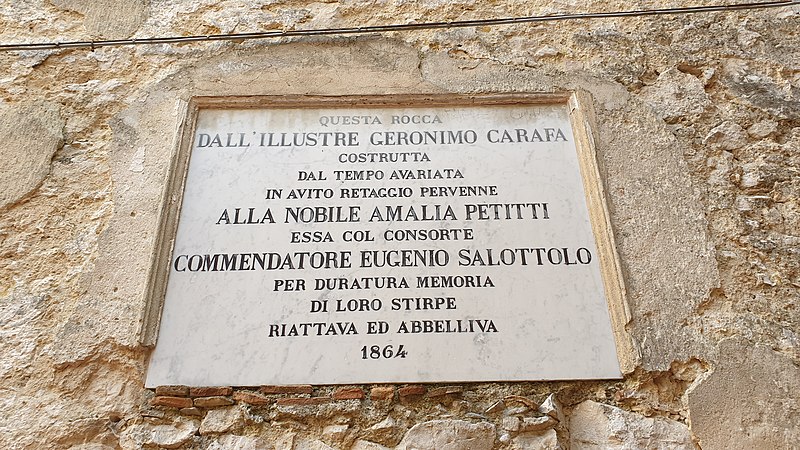 QUESTA ROCCA
DALL'ILLUSTRE GERONIMO CARAFA
COSTRUTTA
DAL TEMPO AVARIATA
IN AVITO RETAGGIO PERVENNE
ALLA NOBILE AMALIA PETITTI
ESSA COL CONSORTE
COMMENDATORE EUGENIO SALOTTOLO
PER DURATURA MEMORIA
DI LORO STIRPE
RIATTAVA ED ABBELLIVA
1864